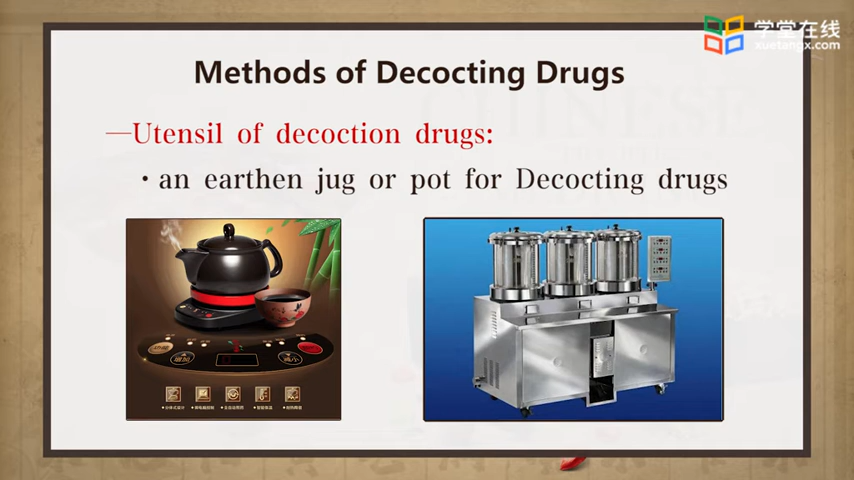 学堂在线
xuetangx.com
Methods of Decocting Drugs
—Utensil of decoction drugs:
·an earthen jug or pot for Decocting drugs